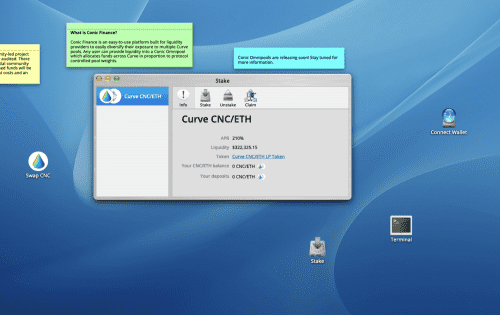 nity-led project
audited. There
tial community
ad funds will be
t costs and an
What is Conic Finance?
Conic Finance is an easy-to-use platform built for liquidity
providers to easily diversify their exposure to multiple Curve
pools. Any user can provide liquidity into a Conic Omnipool
which allocates funds across Curve in proportion to protocol
controlled pool weights.
Conic Omnipools are releasing soon! Stay tuned for
more information.
Stake
Curve CNC/ETH
Info
Stake
Unstake
Claim
Curve CNC/ETH
APR 210%
Liquidity $322,325.15
Token Curve CNC/ETH LP Token
Your CNC/ETH balance 0 CNC/ETH
Your deposits 0 CNC/ETH
Swap CNC
Connect Wallet
Terminal
Stake